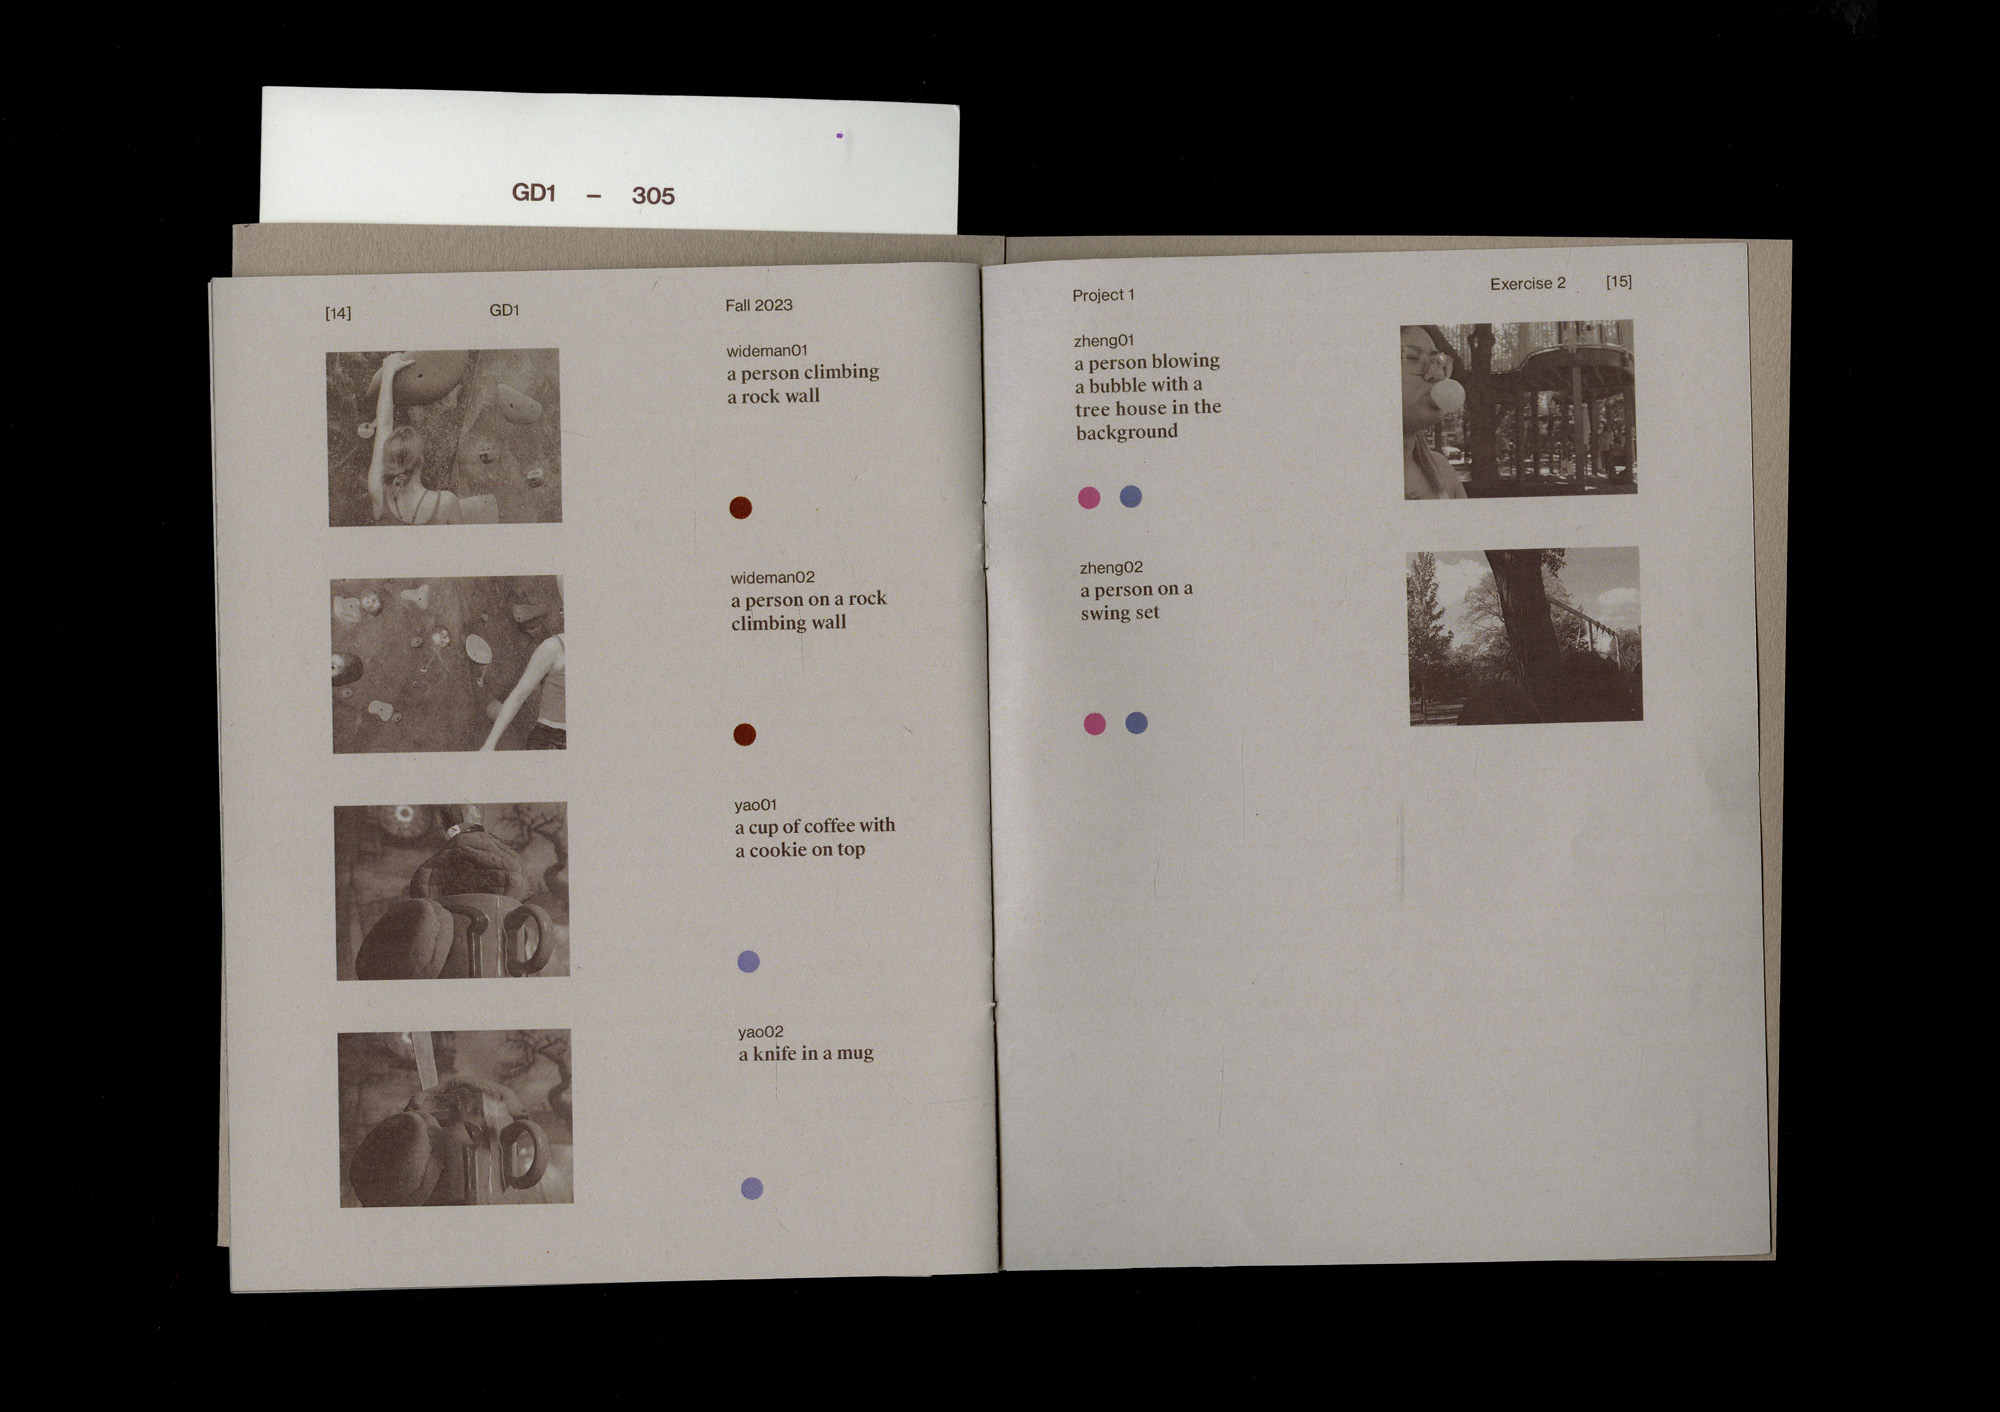 GD1 – 305
[14] GD1 Fall 2023
wideman01
a person climbing
a rock wall
wideman02
a person on a rock
climbing wall
yao01
a cup of coffee with
a cookie on top
yao02
a knife in a mug
Project 1 Exercise 2 [15]
zheng01
a person blowing
a bubble with a
tree house in the
background
zheng02
a person on a
swing set